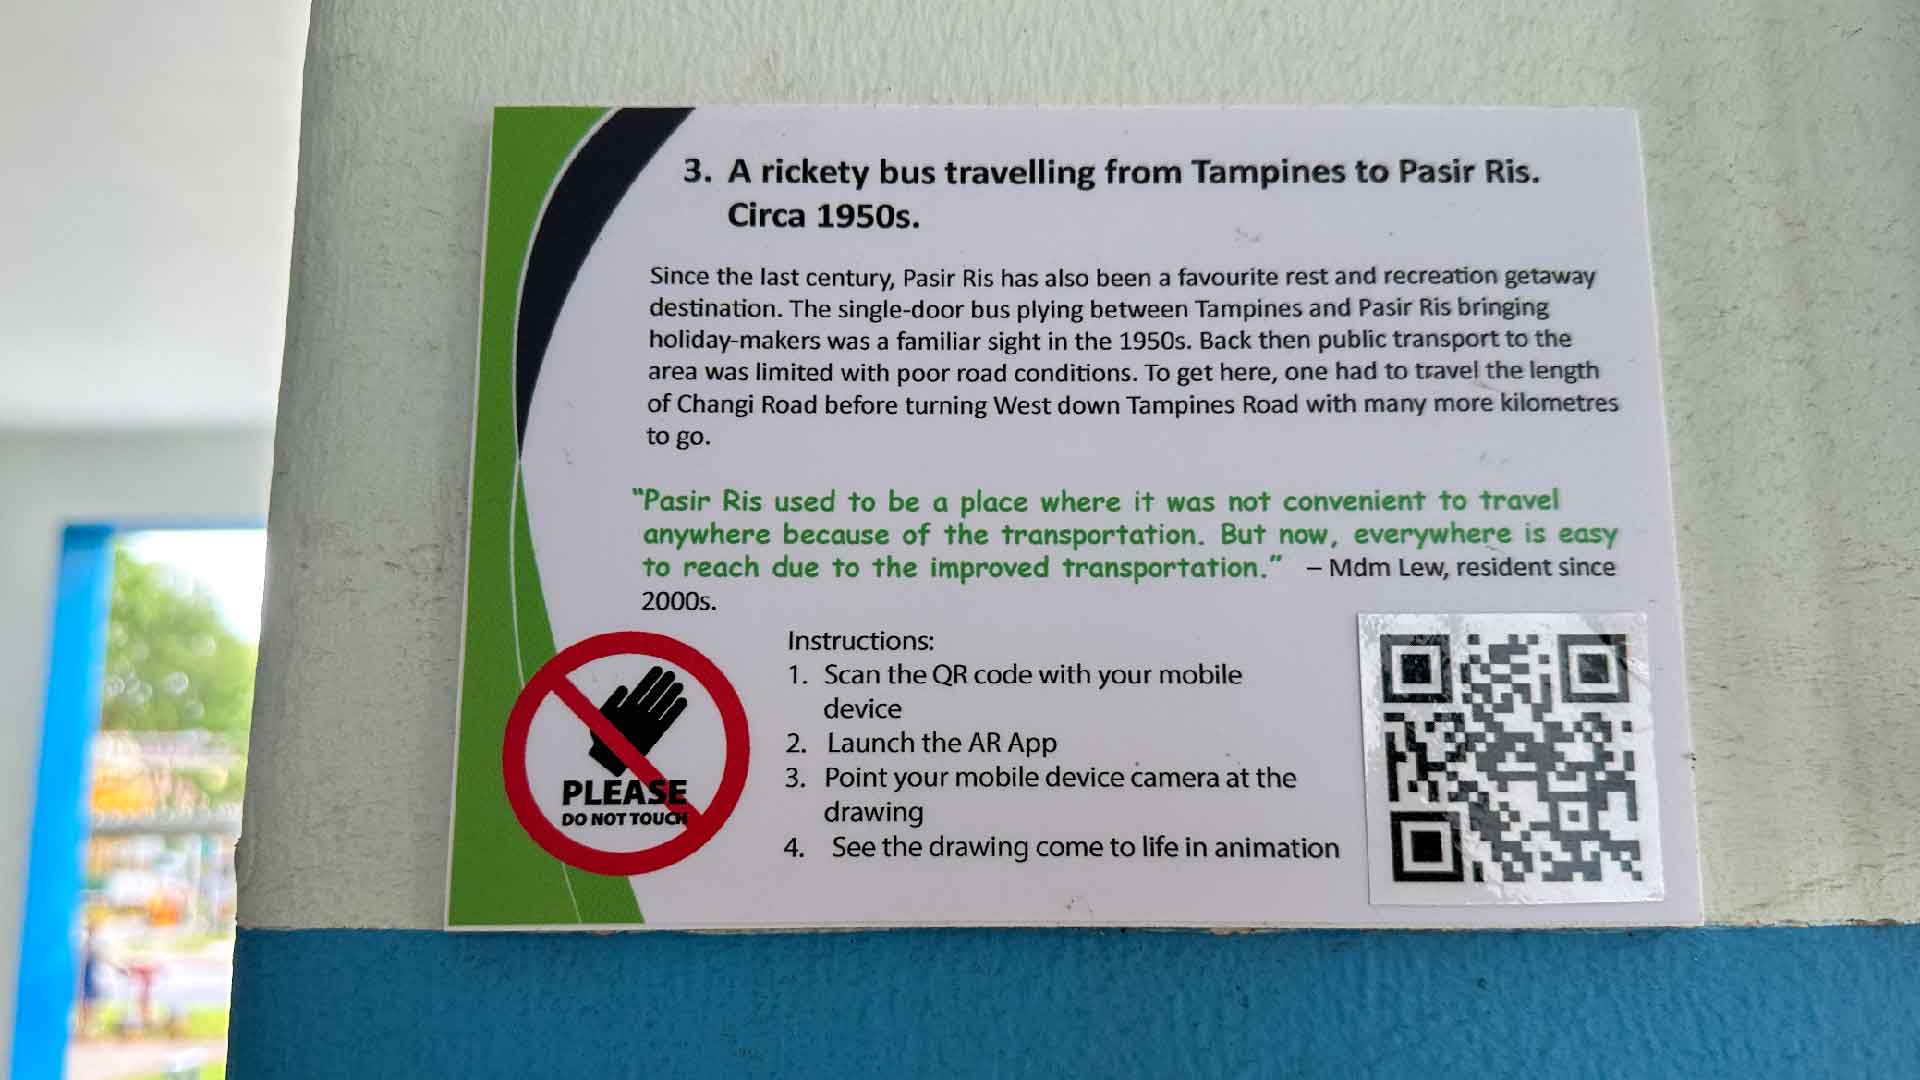 3. A rickety bus travelling from Tampines to Pasir Ris.
Circa 1950s.
Since the last century, Pasir Ris has also been a favourite rest and recreation getaway
destination. The single-door bus plying between Tampines and Pasir Ris bringing
holiday-makers was a familiar sight in the 1950s. Back then public transport to the
area was limited with poor road conditions. To get here, one had to travel the length
of Changi Road before turning West down Tampines Road with many more kilometres
to go.
"Pasir Ris used to be a place where it was not convenient to travel
anywhere because of the transportation. But now, everywhere is easy
to reach due to the improved transportation." – Mdm Lew, resident since
2000s.
PLEASE
DO NOT TOUCH
Instructions:
1. Scan the QR code with your mobile
device
2. Launch the AR App
3. Point your mobile device camera at the
drawing
4. See the drawing come to life in animation